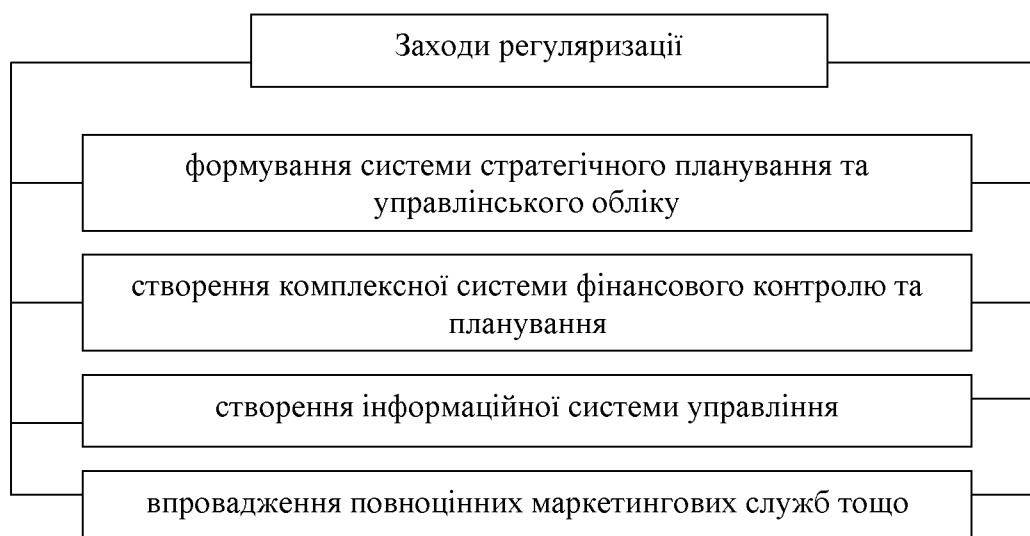 Заходи регуляризації
формування системи стратегічного планування та
управлінського обліку
створення комплексної системи фінансового контролю та
планування
створення інформаційної системи управління
впровадження повноцінних маркетингових служб тощо